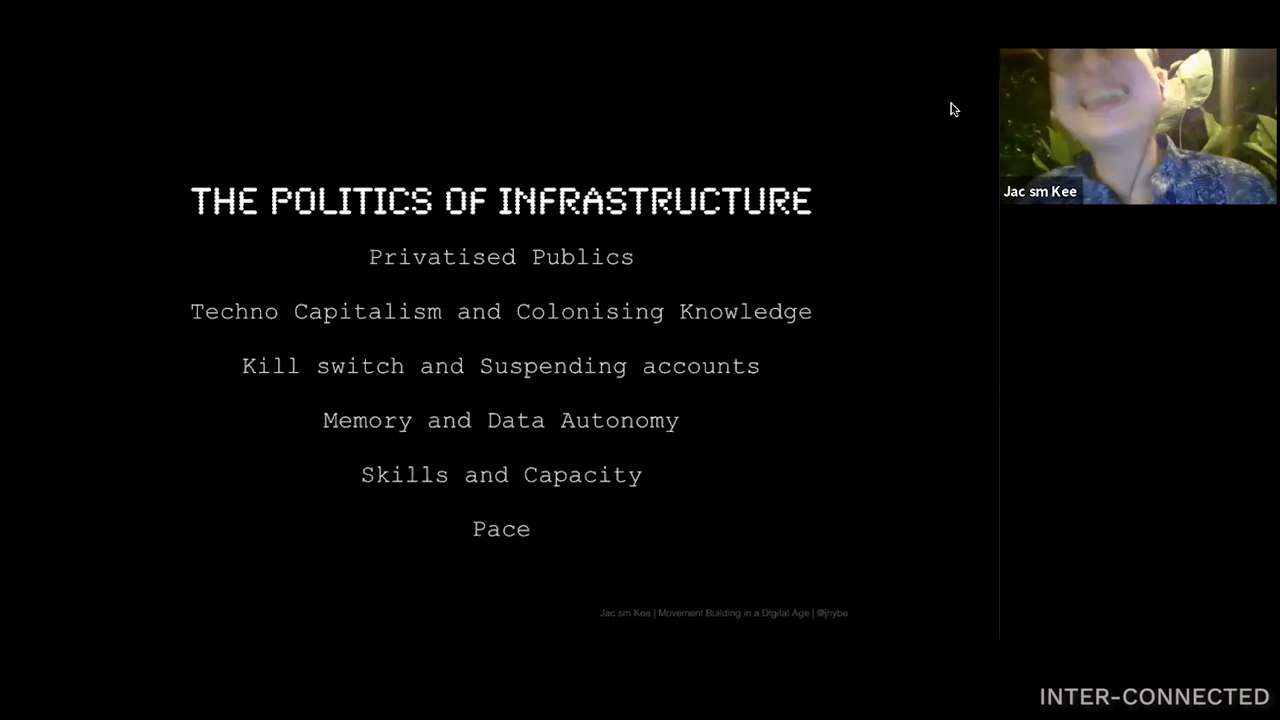 THE POLITICS OF INFRASTRUCTURE
Privatised Publics
Techno Capitalism and Colonising Knowledge
Kill switch and Suspending accounts
Memory and Data Autonomy
Skills and Capacity
Pace
Jac sm Kee | Movement Building in a Digital Age | @jhybe
Jac sm Kee
INTER-CONNECTED